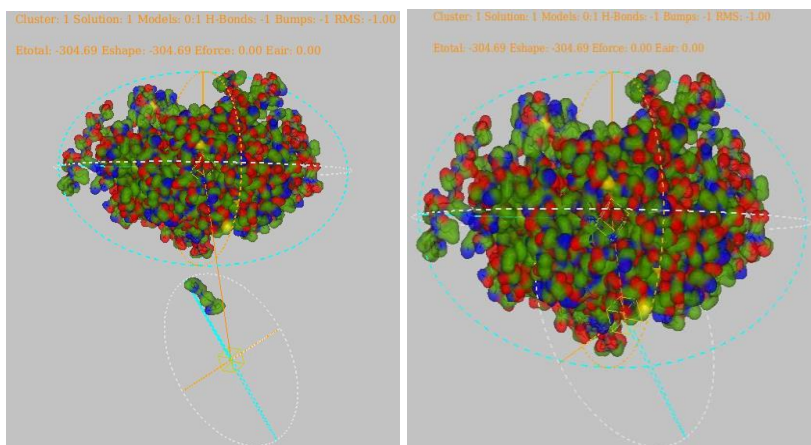 Cluster: 1 Solution: 1 Models: 0:1 H-Bonds: -1 Bumps: -1 RMS: -1.00
Etotal: -304.69 Eshape: -304.69 Eforce: 0.00 Eair: 0.00
Cluster: 1 Solution: 1 Models: 0:1 H-Bonds: -1 Bumps: -1 RMS: -1.00
Etotal: -304.69 Eshape: -304.69 Eforce: 0.00 Eair: 0.00